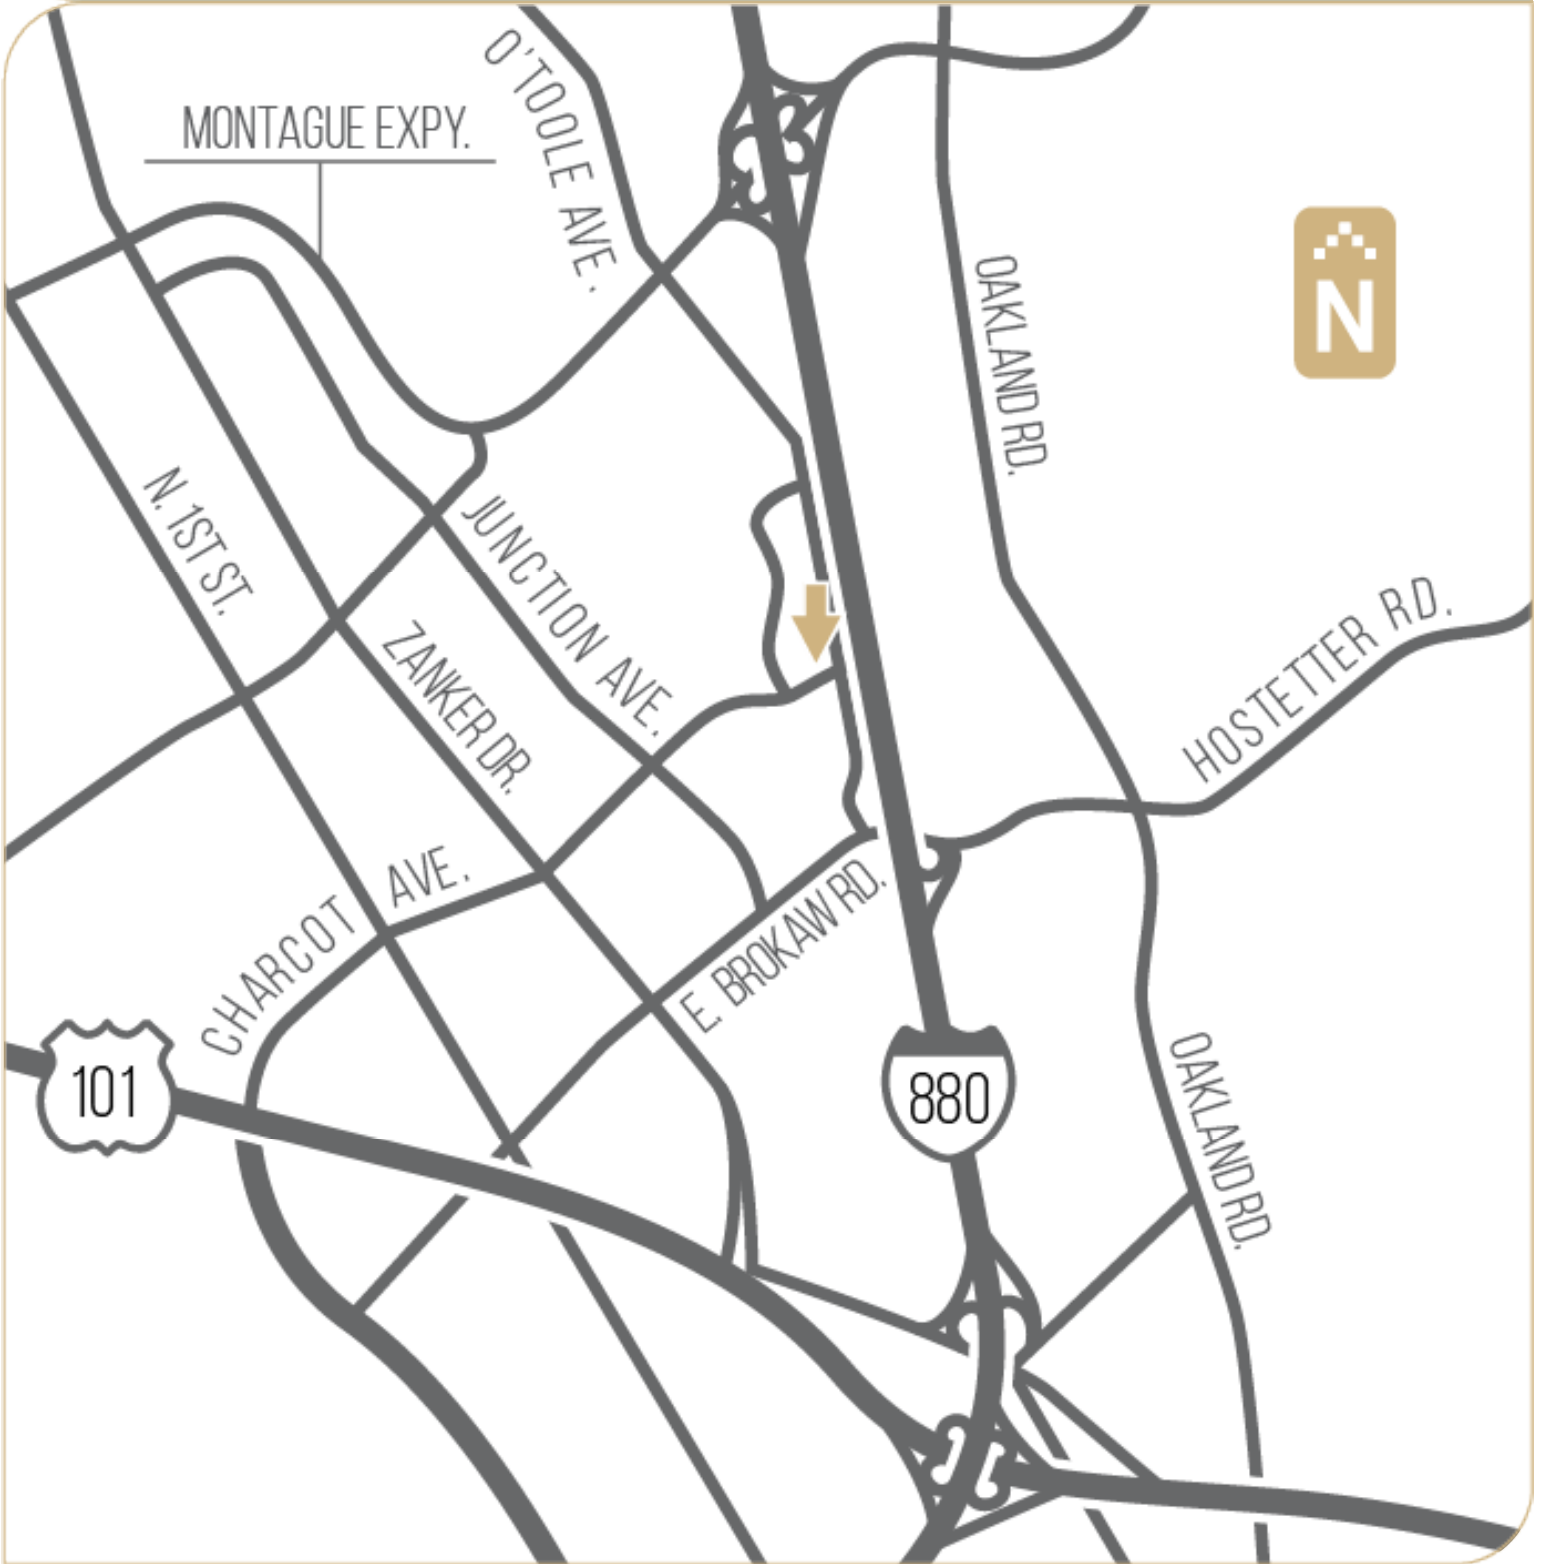 O'TOOLE AVE.
MONTAGUE EXPY.
OAKLAND RD.
N
N. 1ST ST.
JUNCTION AVE.
ZANKER DR.
HOSTETTER RD.
CHARCOT AVE.
E. BROKAW RD.
101
880
OAKLAND RD.